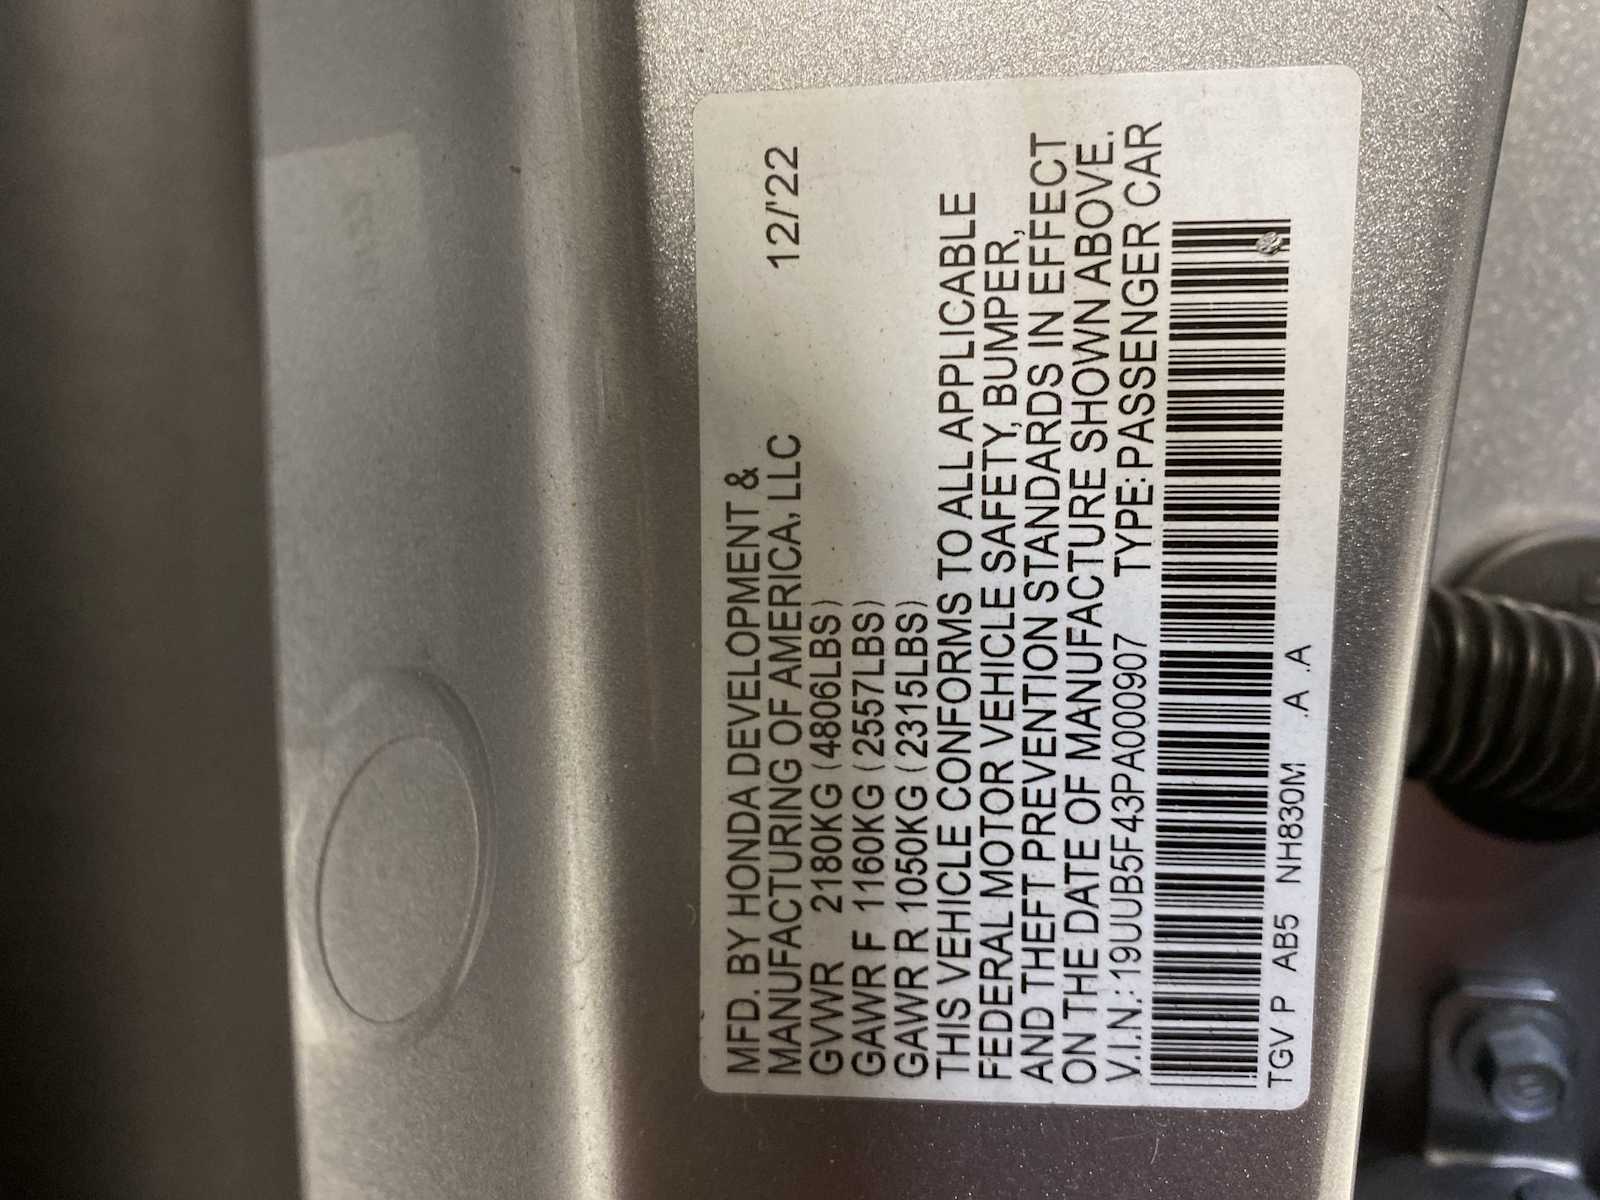 MFD. BY HONDA DEVELOPMENT &
MANUFACTURING OF AMERICA, LLC 12/'22
GVWR 2180KG (4806LBS)
GAWR F 1160KG (2557LBS)
GAWR R 1050KG (2315LBS)
THIS VEHICLE CONFORMS TO ALL APPLICABLE
FEDERAL MOTOR VEHICLE SAFETY, BUMPER,
AND THEFT PREVENTION STANDARDS IN EFFECT
ON THE DATE OF MANUFACTURE SHOWN ABOVE.
V.I.N.: 19UUB5F43PA000907 TYPE: PASSENGER CAR
TGV P AB5 NH830M .A .A